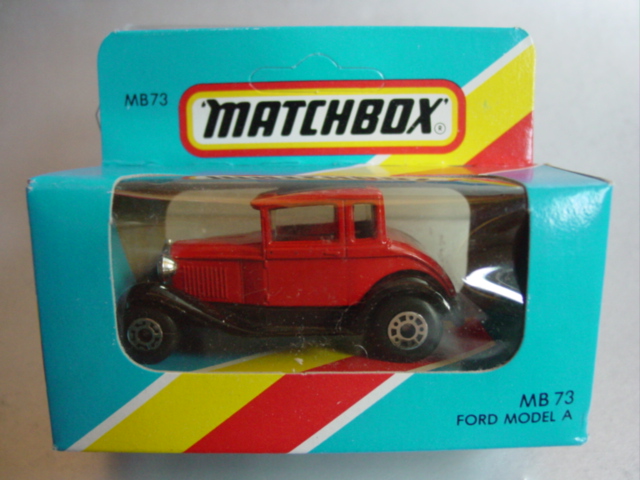 MB73
"MATCHBOX"®
MB 73
FORD MODEL A